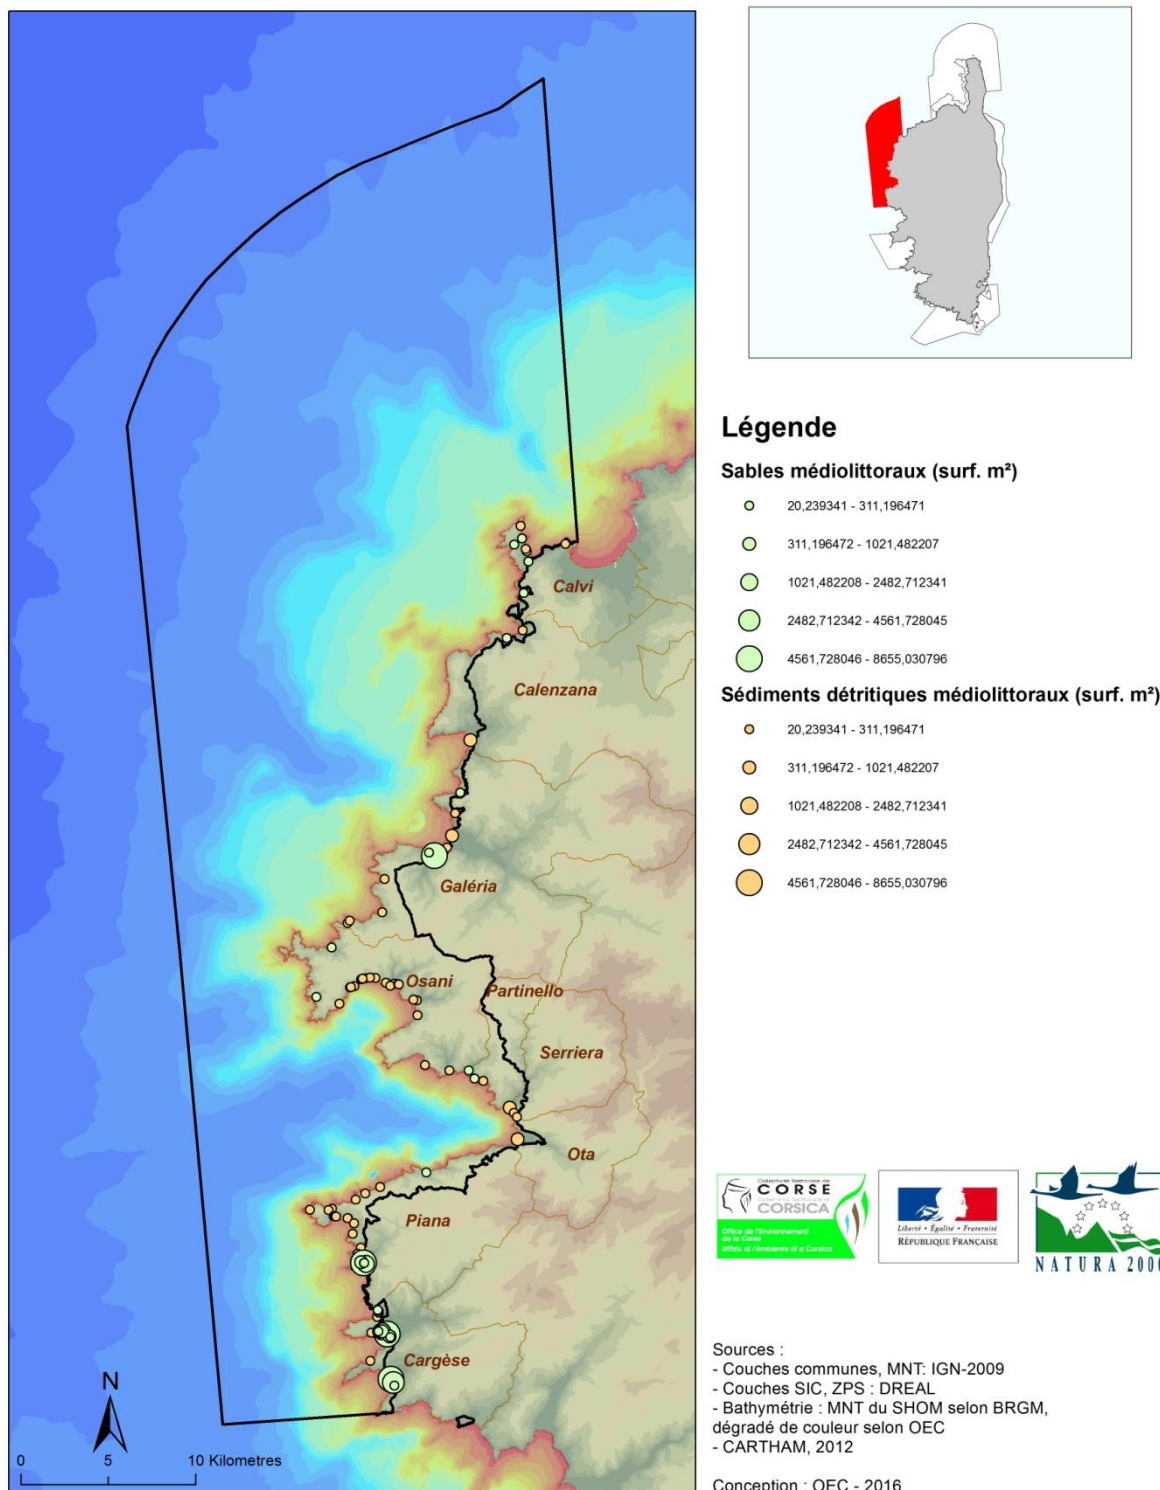 Légende
Sables médiolittoraux (surf. m²)
20,239341 - 311,196471
311,196472 - 1021,482207
1021,482208 - 2482,712341
2482,712342 - 4561,728045
4561,728046 - 8655,030796
Sédiments détritiques médiolittoraux (surf. m²)
20,239341 - 311,196471
311,196472 - 1021,482207
1021,482208 - 2482,712341
2482,712342 - 4561,728045
4561,728046 - 8655,030796
Calvi
Calenzana
Galéria
Osani
Partinello
Serriera
Ota
Piana
Cargèse
N
0 5 10 Kilometres
CORSE
CORSICA
Office de l'Environnement
de la Corse
Uffiziu di l'Ambiente di a Corsica
Liberté • Égalité • Fraternité
RÉPUBLIQUE FRANÇAISE
NATURA 200
Sources :
- Couches communes, MNT: IGN-2009
- Couches SIC, ZPS : DREAL
- Bathymétrie : MNT du SHOM selon BRGM,
dégradé de couleur selon OEC
- CARTHAM, 2012
Conception : OEC - 2016